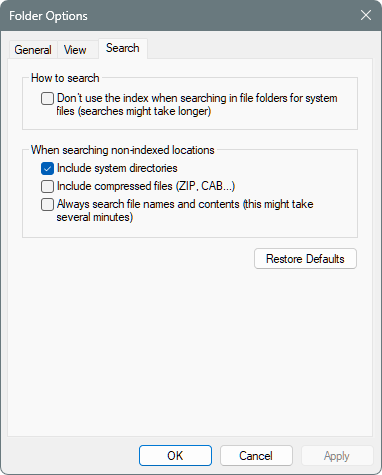 Folder Options
General View Search
How to search
Don't use the index when searching in file folders for system
files (searches might take longer)
When searching non-indexed locations
Include system directories
Include compressed files (ZIP, CAB...)
Always search file names and contents (this might take
several minutes)
Restore Defaults
OK Cancel Apply